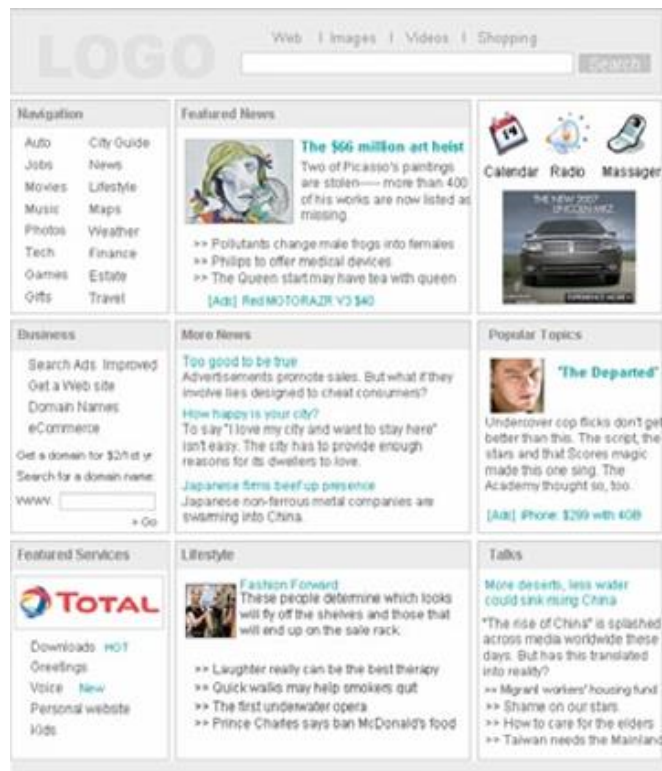 LOGO
Web | Images | Videos | Shopping
Search
Navigation
Auto City Guide
Jobs News
Movies Lifestyle
Music Maps
Photos Weather
Tech Finance
Games Estate
Gifts Travel
Featured News
The $66 million art heist
Two of Picasso's paintings
are stolen---- more than 400
of his works are now listed as
missing.
>> Pollutants change male frogs into females
>> Philips to offer medical devices
>> The Queen start may have tea with queen
[Ads] Red MOTORAZR V3 $40
14
Calendar Radio Massager
THE NEW 2007
LINCOLN MKZ
Business
Search Ads Improved
Get a Web site
Domain Names
eCommerce
Get a domain for $2/1st yr
Search for a domain name:
www.
» Go
More News
Too good to be true
Advertisements promote sales. But what if they
involve lies designed to cheat consumers?
How happy is your city?
To say "I love my city and want to stay here"
isn't easy. The city has to provide enough
reasons for its dwellers to love.
Japanese firms beef up presence
Japanese non-ferrous metal companies are
swarming into China.
Popular Topics
"The Departed"
Undercover cop flicks don't get
better than this. The script, the
stars and that Scores magic
made this one sing. The
Academy thought so, too.
[Ads] iPhone: $299 with 4GB
Featured Services
TOTAL
Downloads HOT
Greetings
Voice New
Personal website
Kids
Lifestyle
Fashion Forward
These people determine which looks
will fly off the shelves and those that
will end up on the sale rack.
>> Laughter really can be the best therapy
>> Quick walks may help smokers quit
>> The first underwater opera
>> Prince Charles says ban McDonald's food
Talks
More deserts, less water
could sink rising China
"The rise of China" is splashed
across media worldwide these
days. But has this translated
into reality?
>> Migrant workers' housing fund
>> Shame on our stars
>> How to care for the elders
>> Taiwan needs the Mainland